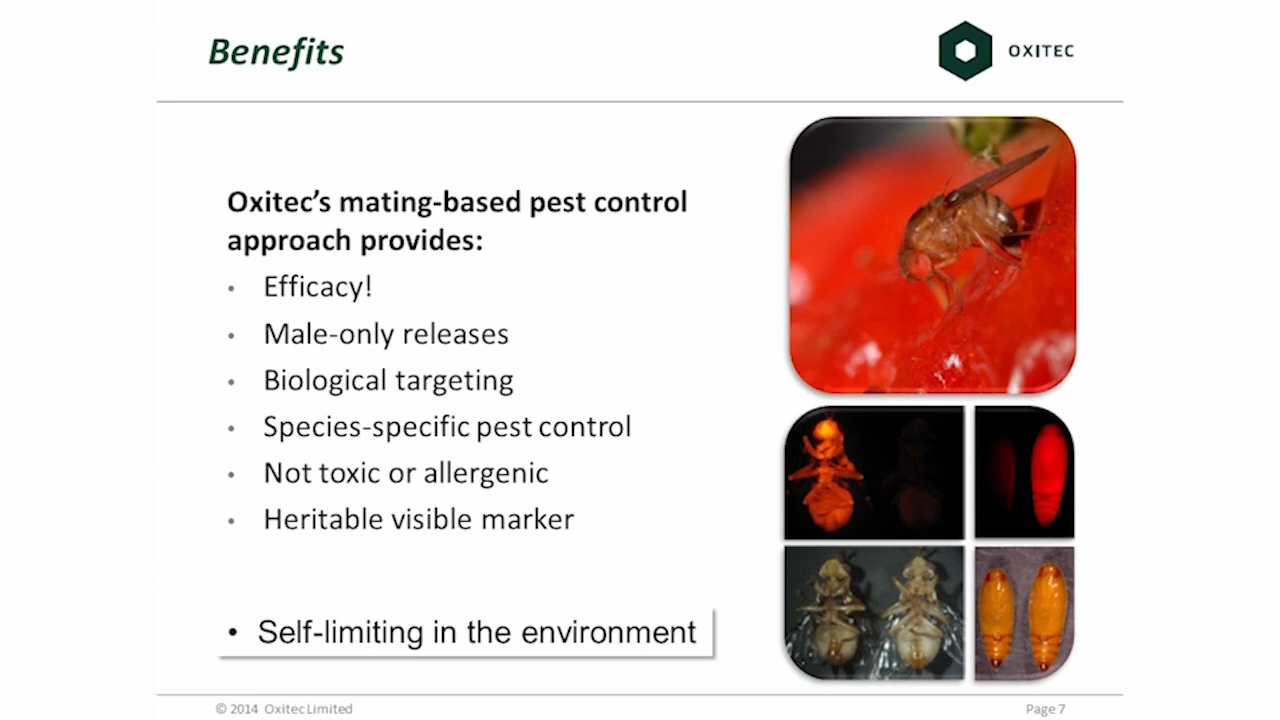 Benefits
OXITEC
Oxitec’s mating-based pest control
approach provides:
• Efficacy!
• Male-only releases
• Biological targeting
• Species-specific pest control
• Not toxic or allergenic
• Heritable visible marker
• Self-limiting in the environment
© 2014 Oxitec Limited
Page 7